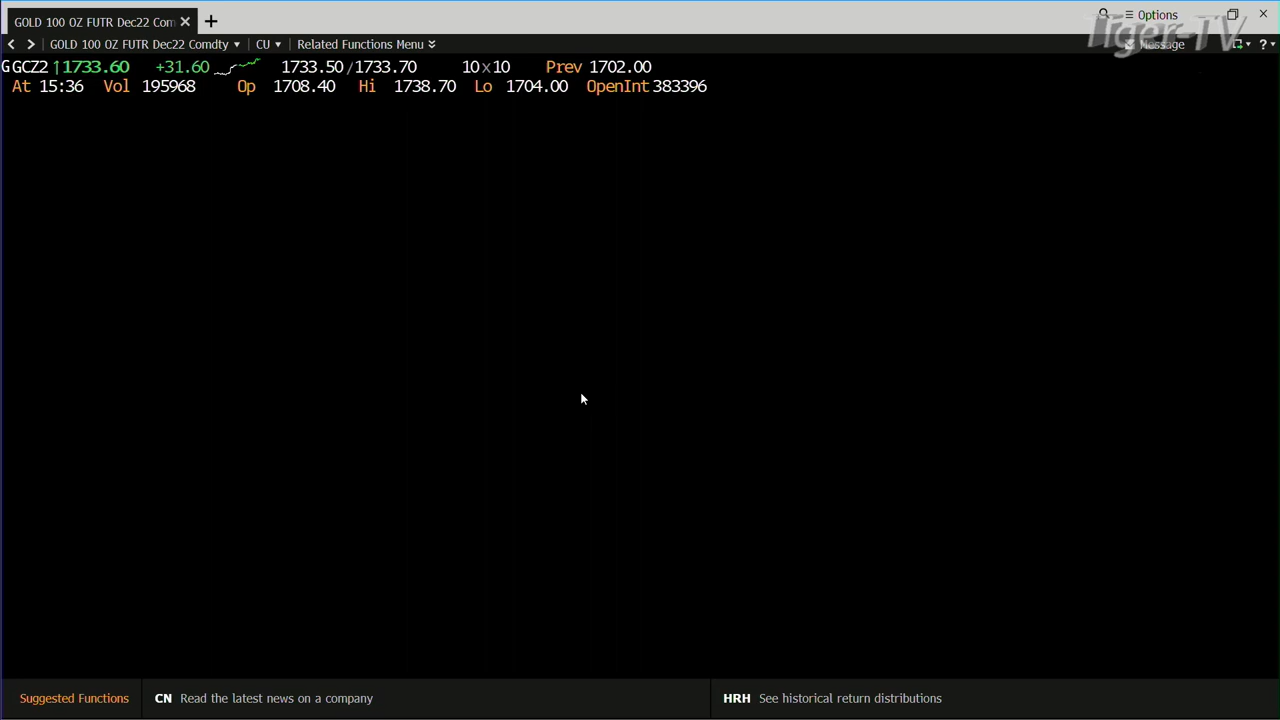 GOLD 100 OZ FUTR Dec22 Com
Options
Tiger-TV
GOLD 100 OZ FUTR Dec22 Comdty CU Related Functions Menu Message ?
GGCZ2 ↑1733.60 +31.60 1733.50/1733.70 10×10 Prev 1702.00
At 15:36 Vol 195968 Op 1708.40 Hi 1738.70 Lo 1704.00 OpenInt 383396
Suggested Functions CN Read the latest news on a company HRH See historical return distributions